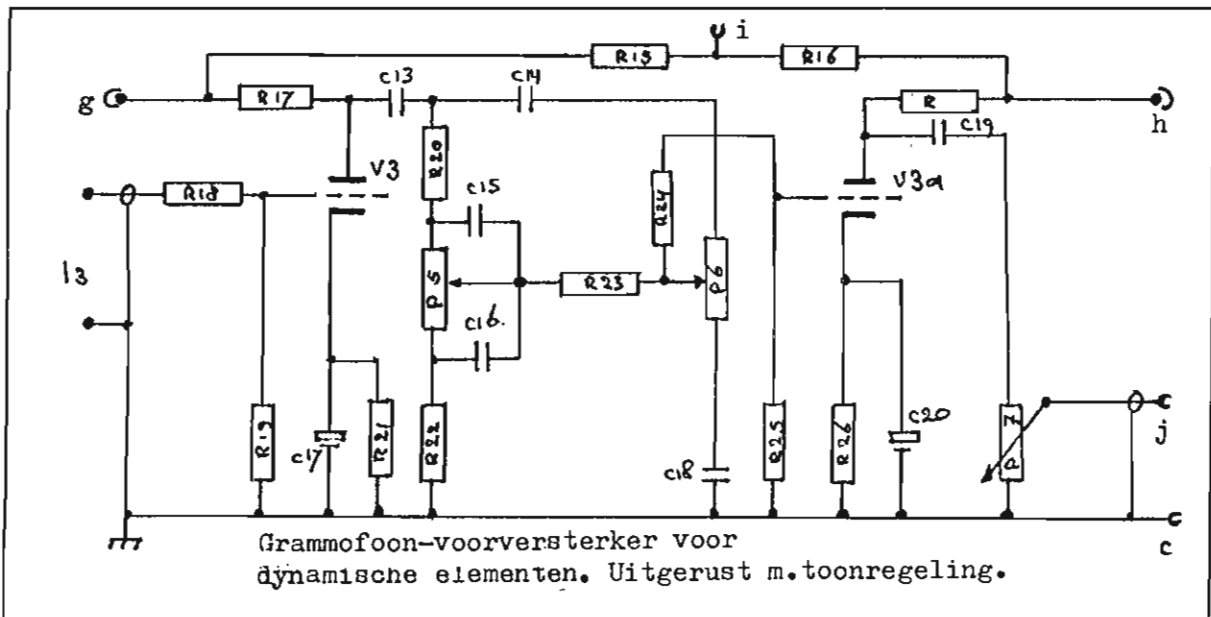 i
R15
R16
g
R17
C13
C14
R
h
C19
R20
V3
V3a
R18
C15
R24
13
P5
R23
P6
C16.
R19
C17
R21
R22
C18
R25
R26
C20
P7
j
c
Grammofoon-voorversterker voor
dynamische elementen. Uitgerust m.toonregeling.